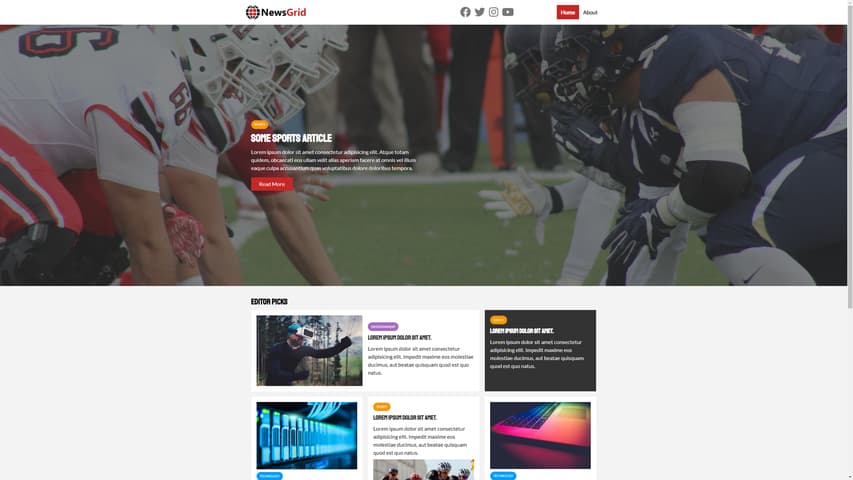 NewsGrid
Home
About
SPORTS
SOME SPORTS ARTICLE
Lorem ipsum dolor sit amet consectetur adipisicing elit. Atque totam
quidem, obcaecati eos ullam velit alias aperiam facere at omnis vel illum
eaque culpa accusantium quas voluptatibus dolore doloribus tempora.
Read More
EDITOR PICKS
ENTERTAINMENT
LOREM IPSUM DOLOR SIT AMET.
Lorem ipsum dolor sit amet consectetur
adipisicing elit. Impedit maxime eos molestiae
ducimus, aut beatae quisquam quod est quo
natus.
SPORTS
LOREM IPSUM DOLOR SIT AMET.
Lorem ipsum dolor sit amet consectetur
adipisicing elit. Impedit maxime eos molestiae
ducimus, aut beatae quisquam quod est quo
natus.
TECHNOLOGY
SPORTS
LOREM IPSUM DOLOR SIT AMET.
Lorem ipsum dolor sit amet consectetur
adipisicing elit. Impedit maxime eos molestiae
ducimus, aut beatae quisquam quod est quo
natus.
TECHNOLOGY